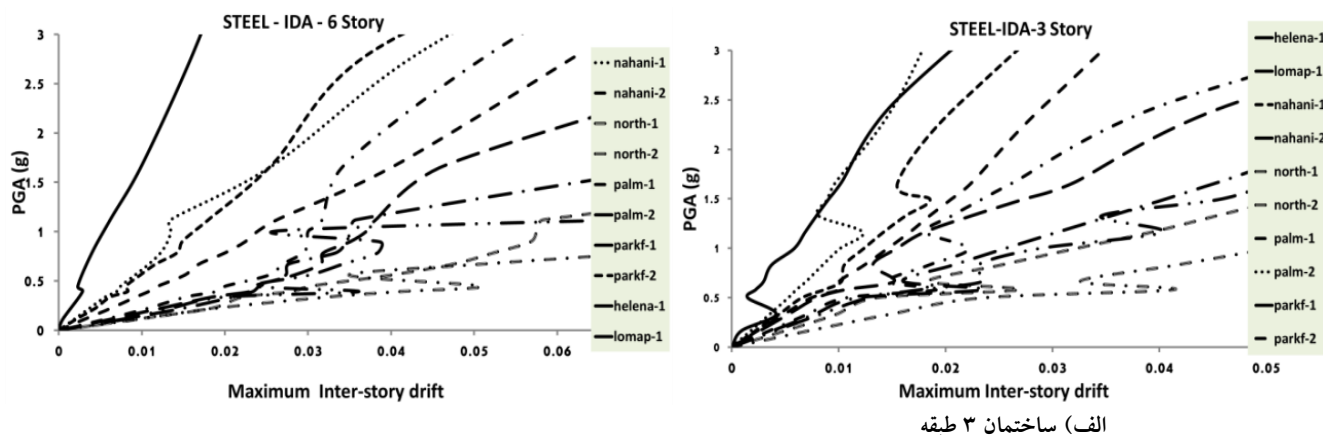 STEEL - IDA - 6 Story
PGA (g)
3
2.5
2
1.5
1
0.5
0
0
0.01
0.02
0.03
0.04
0.05
0.06
Maximum Inter-story drift
nahani-1
nahani-2
north-1
north-2
palm-1
palm-2
parkf-1
parkf-2
helena-1
lomap-1
STEEL-IDA-3 Story
PGA (g)
3
2.5
2
1.5
1
0.5
0
0
0.01
0.02
0.03
0.04
0.05
Maximum Inter-story drift
helena-1
lomap-1
nahani-1
nahani-2
north-1
north-2
palm-1
palm-2
parkf-1
parkf-2
الف) ساختمان ۳ طبقه